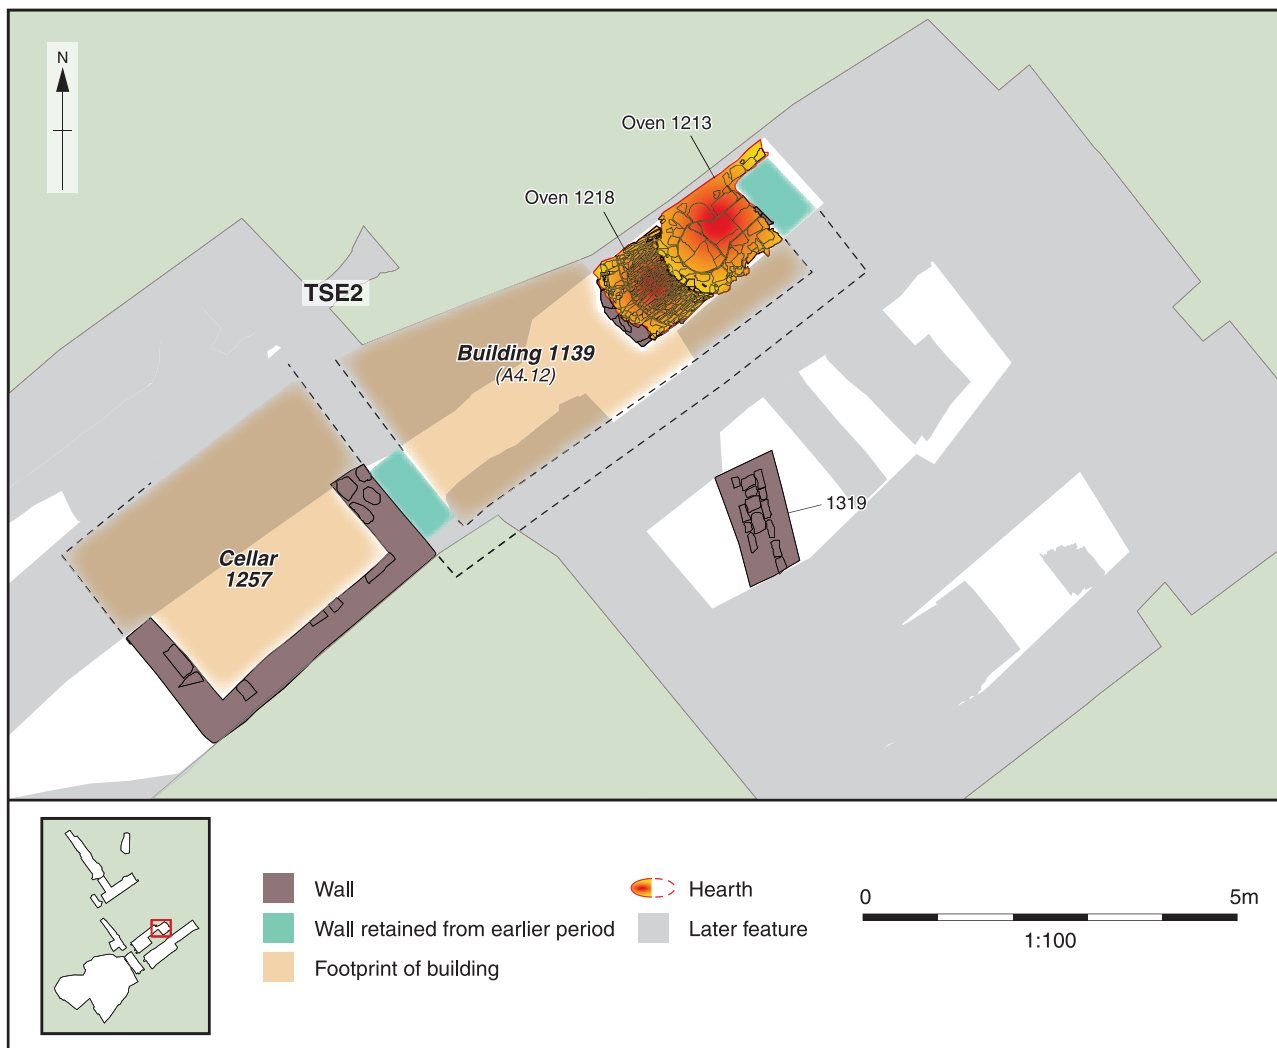 N
Oven 1213
Oven 1218
TSE2
Building 1139
(A4.12)
1319
Cellar
1257
Wall
Wall retained from earlier period
Footprint of building
Hearth
Later feature
0
5m
1:100